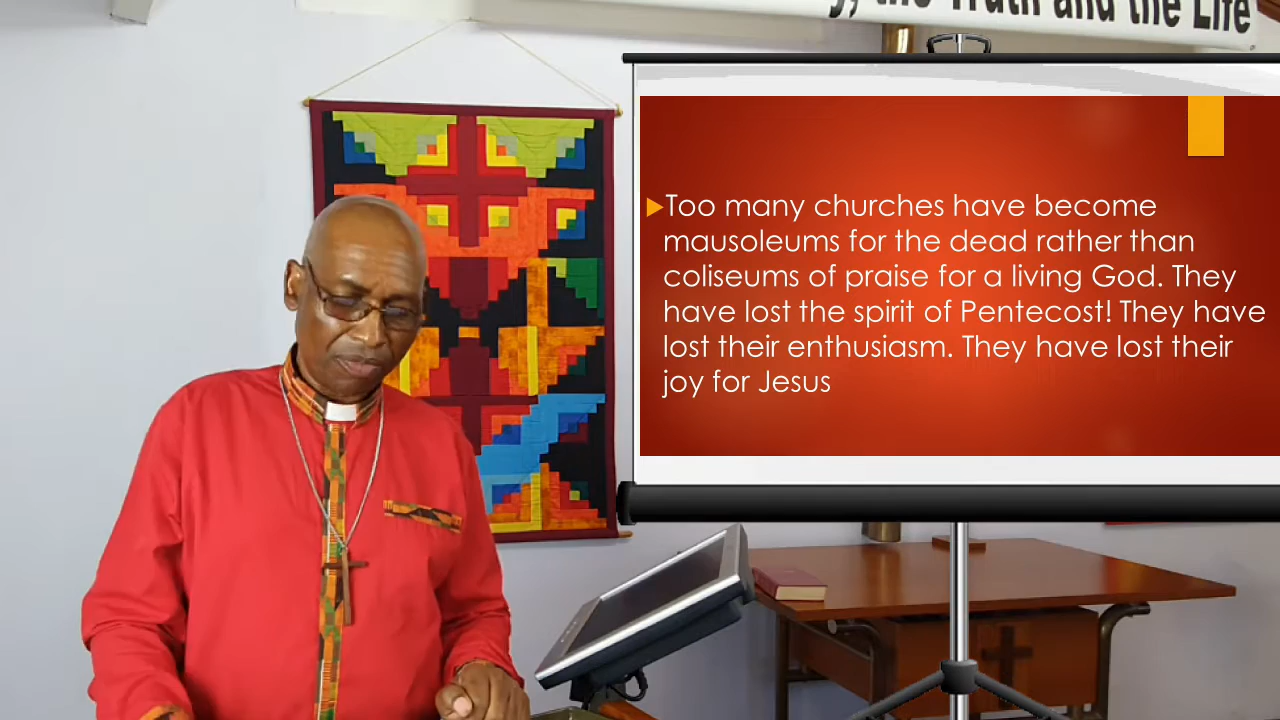 , the Truth and the Life
Too many churches have become
mausoleums for the dead rather than
coliseums of praise for a living God. They
have lost the spirit of Pentecost! They have
lost their enthusiasm. They have lost their
joy for Jesus